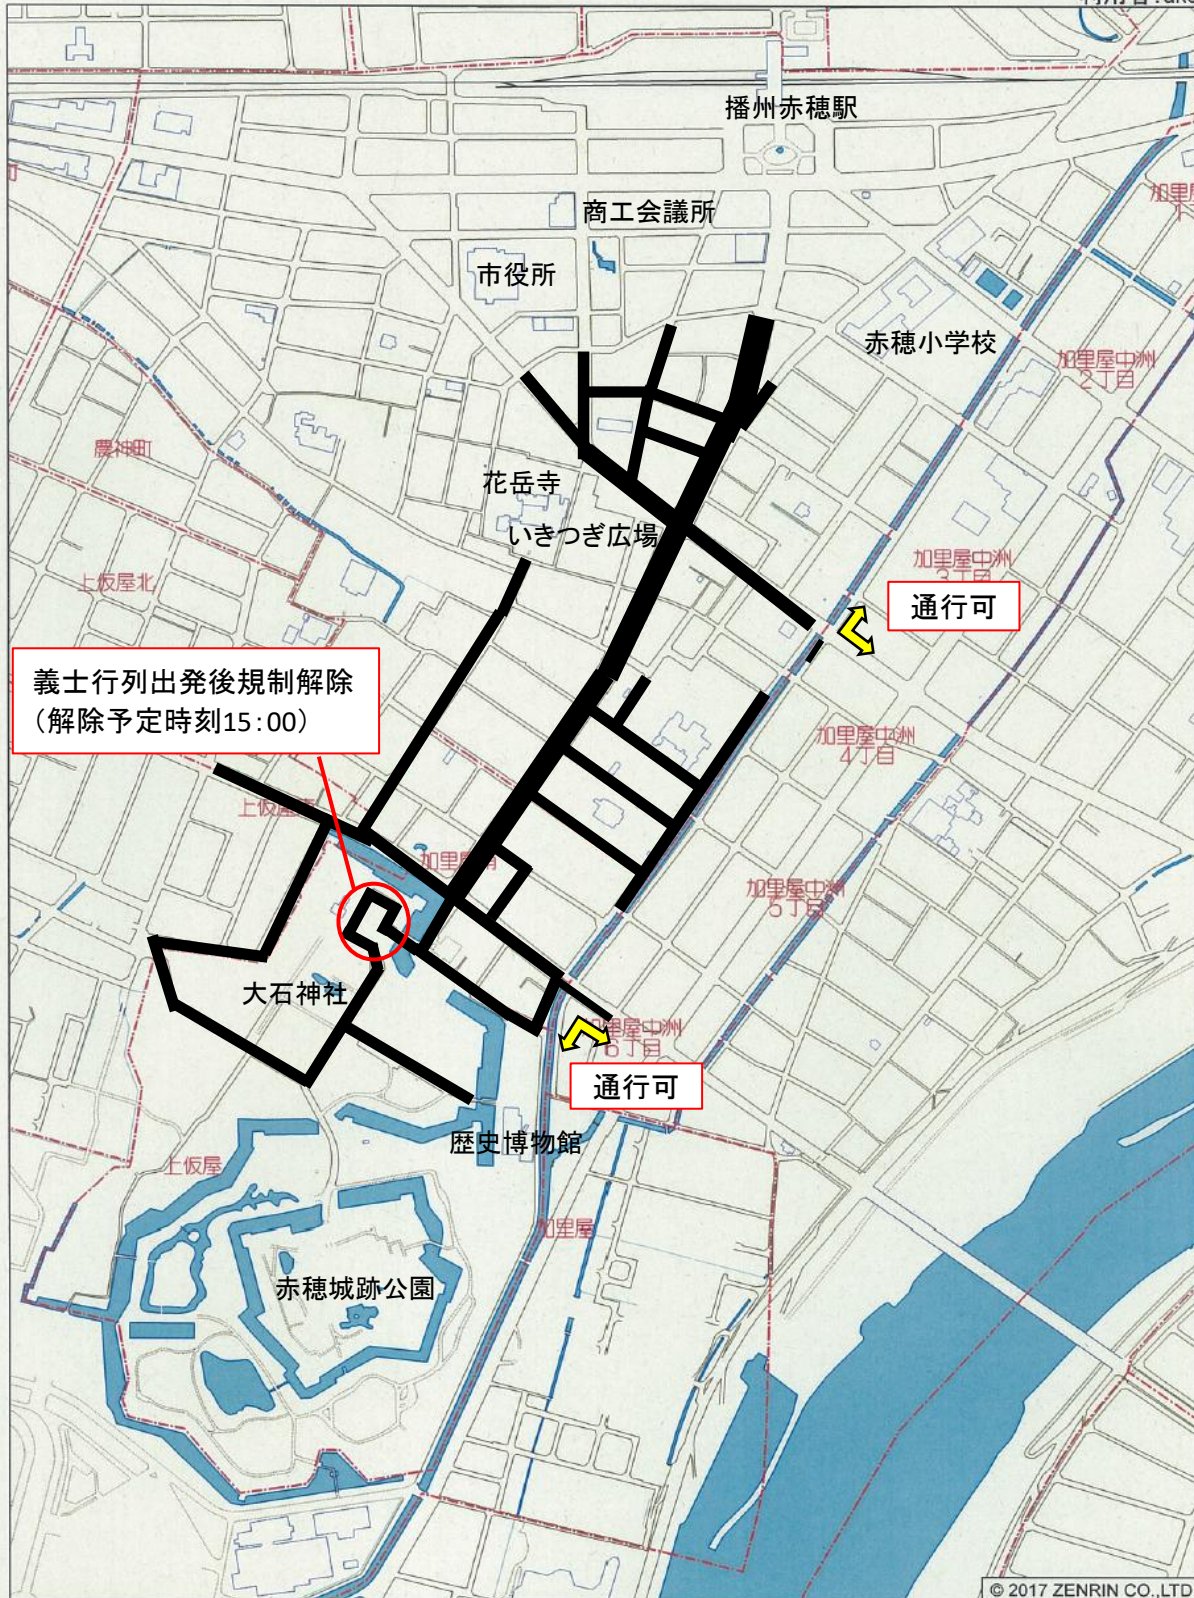 播州赤穂駅
商工会議所
市役所
赤穂小学校
加里屋中洲
2丁目
農神町
花岳寺
いきつぎ広場
加里屋中洲
3丁目
上仮屋北
通行可
義士行列出発後規制解除
（解除予定時刻15：00）
加里屋中洲
4丁目
加里屋中洲
5丁目
大石神社
加里屋中洲
6丁目
通行可
歴史博物館
上仮屋
加里屋
赤穂城跡公園
© 2017 ZENRIN CO.,LTD